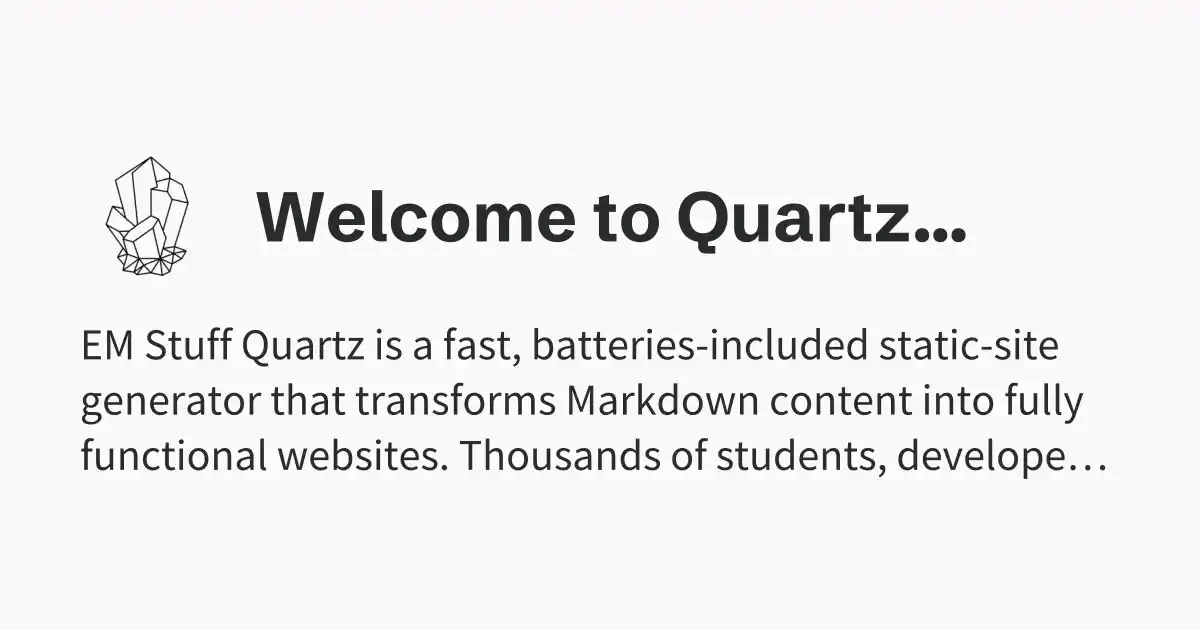 Welcome to Quartz...
EM Stuff Quartz is a fast, batteries-included static-site
generator that transforms Markdown content into fully
functional websites. Thousands of students, develope…